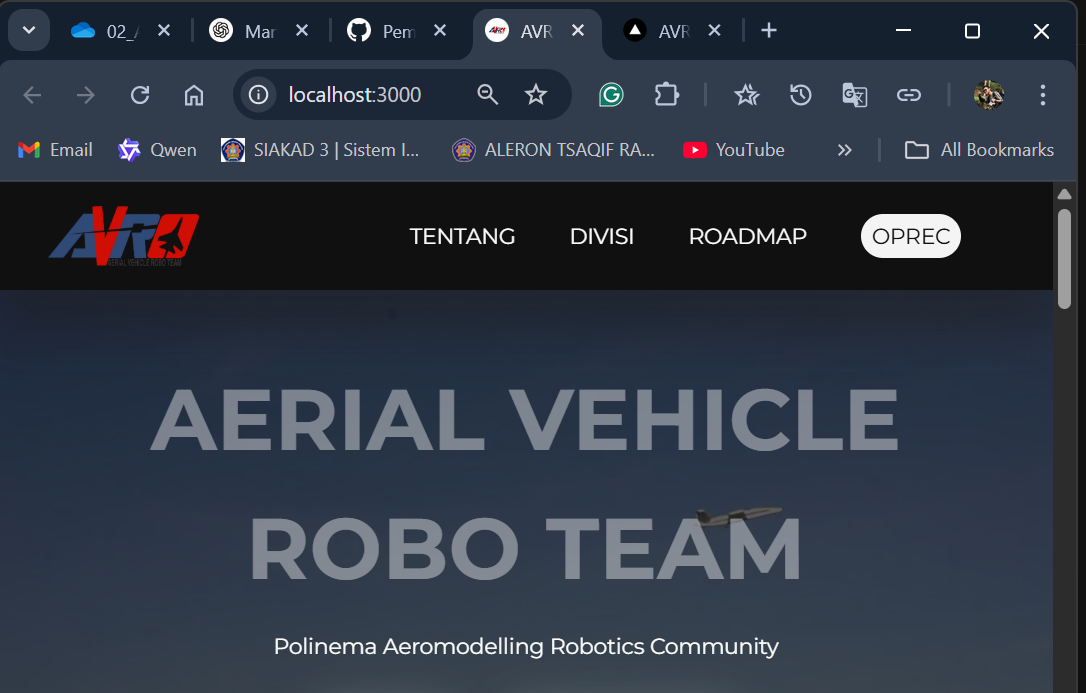 02_
Mar
Pem
AVR
AVR
localhost:3000
Email
Qwen
SIAKAD 3 | Sistem I...
ALERON TSAQIF RA...
YouTube
All Bookmarks
AVRO
AERIAL VEHICLE ROBO TEAM
TENTANG
DIVISI
ROADMAP
OPREC
AERIAL VEHICLE
ROBO TEAM
Polinema Aeromodelling Robotics Community